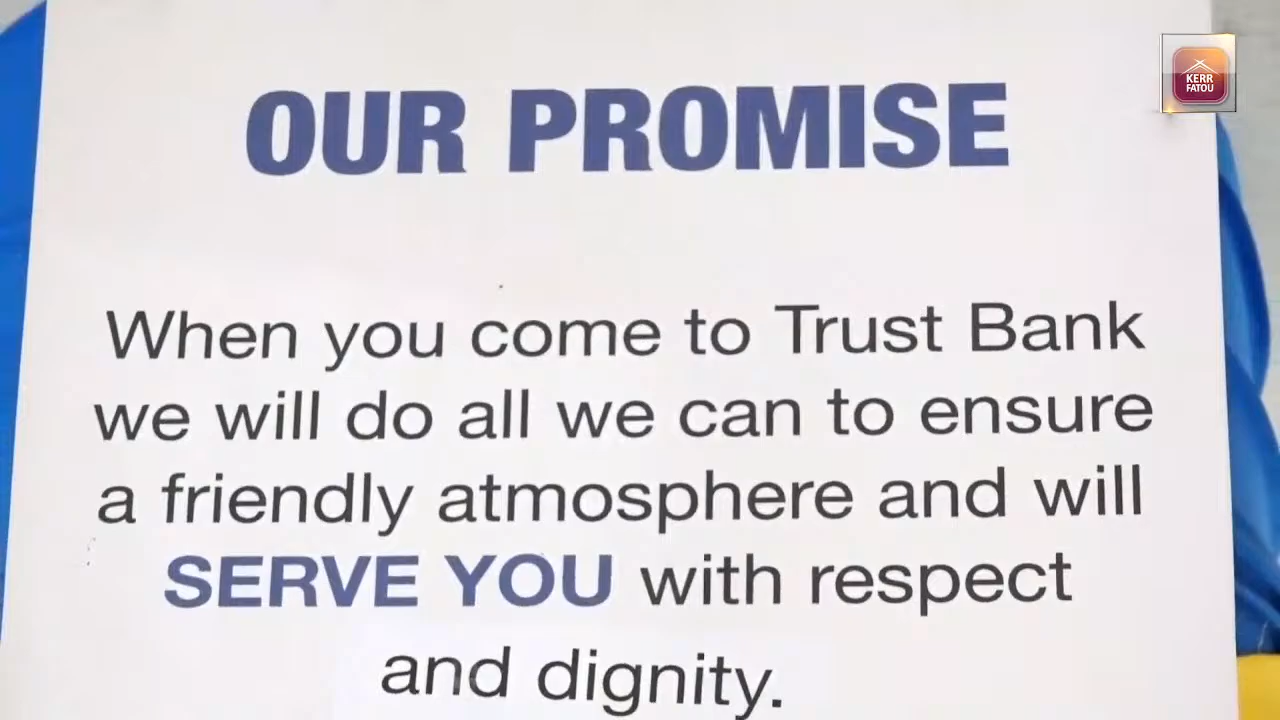 KERR
FATOU
OUR PROMISE
When you come to Trust Bank
we will do all we can to ensure
a friendly atmosphere and will
SERVE YOU with respect
and dignity.